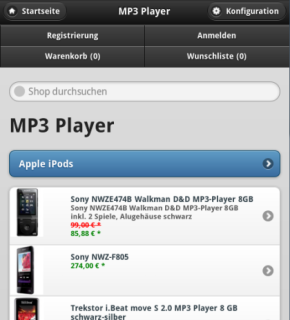 Startseite MP3 Player Konfiguration
Registrierung Anmelden
Warenkorb (0) Wunschliste (0)
Shop durchsuchen
MP3 Player
Apple iPods
Sony NWZE474B Walkman D&D MP3-Player 8GB
Sony NWZE474B Walkman D&D MP3-Player 8GB
inkl. 2 Spiele, Alugehäuse schwarz
99,00 € *
85,88 € *
Sony NWZ-F805
274,00 € *
Trekstor i.Beat move S 2.0 MP3 Player 8 GB
schwarz-silber